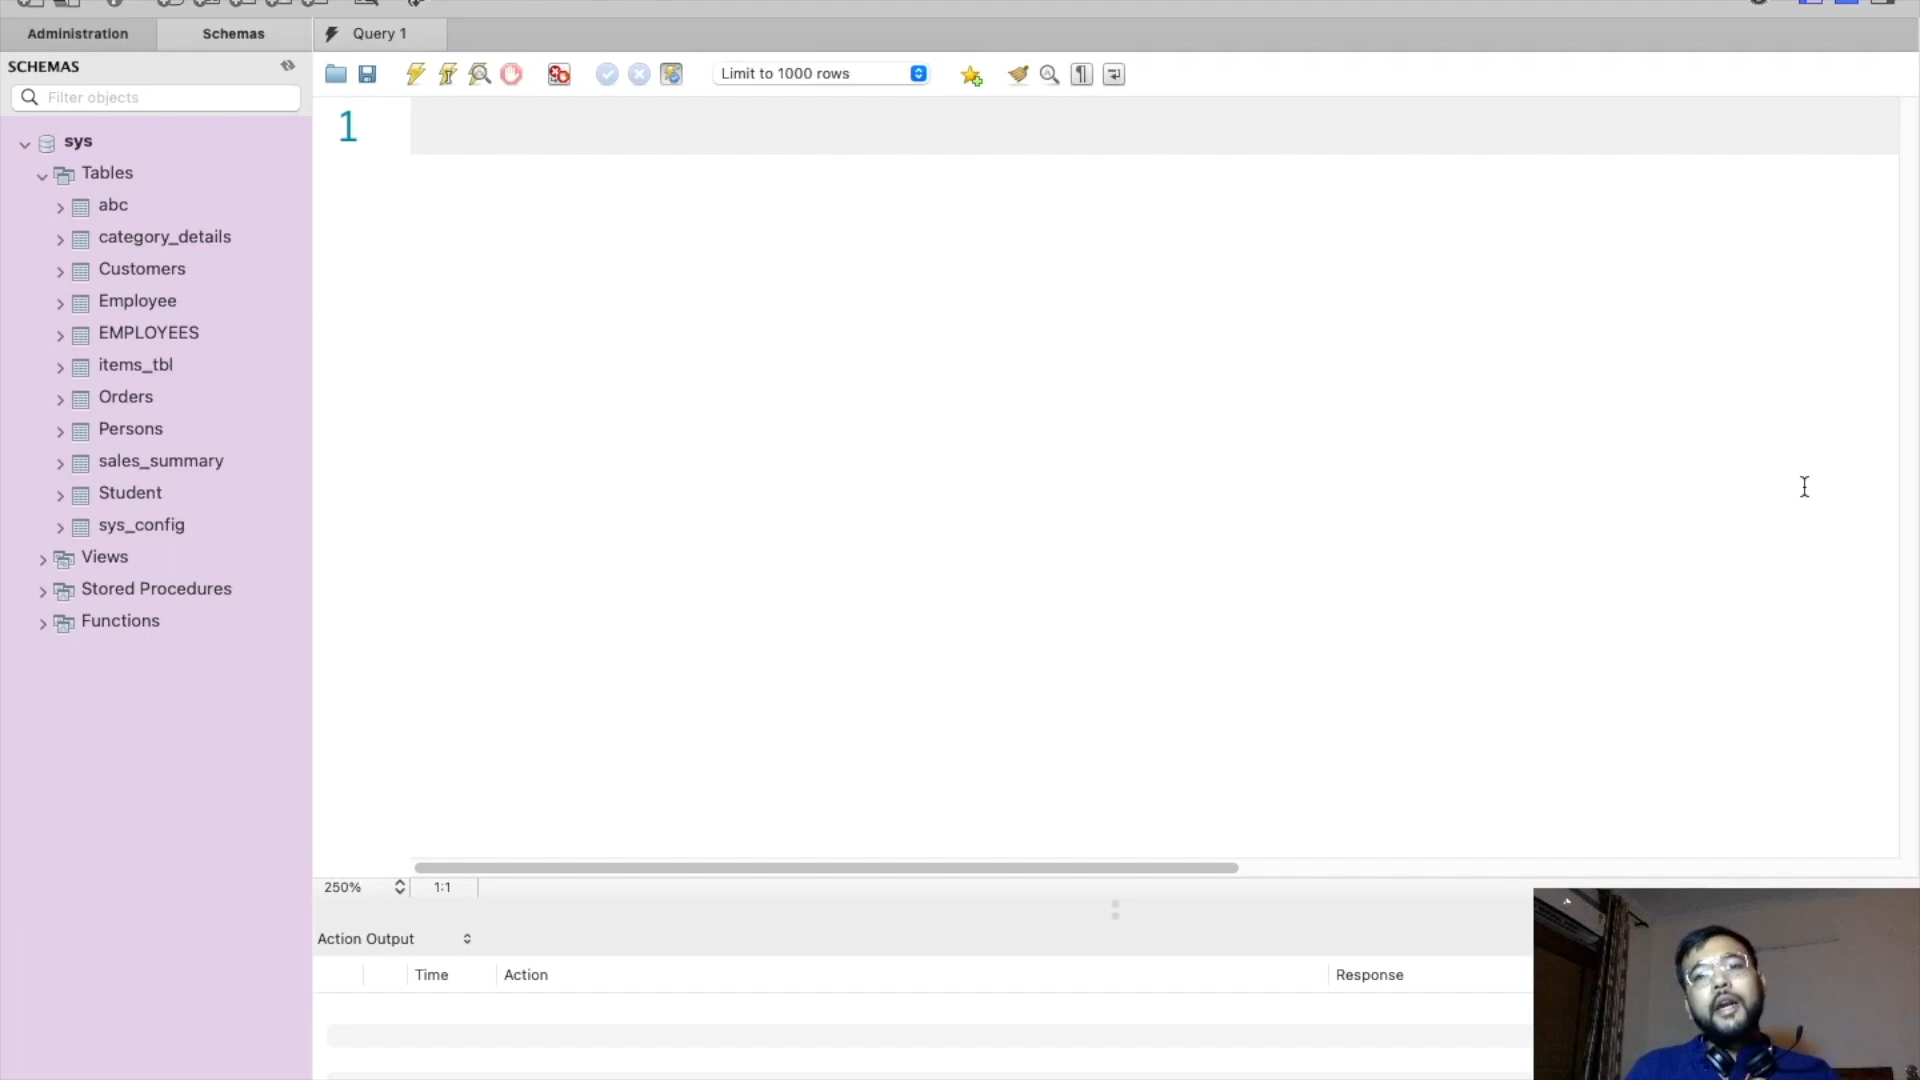 Administration
Schemas
Query 1
SCHEMAS
Filter objects
Limit to 1000 rows
1
sys
Tables
abc
category_details
Customers
Employee
EMPLOYEES
items_tbl
Orders
Persons
sales_summary
Student
sys_config
Views
Stored Procedures
Functions
250%
1:1
Action Output
Time
Action
Response